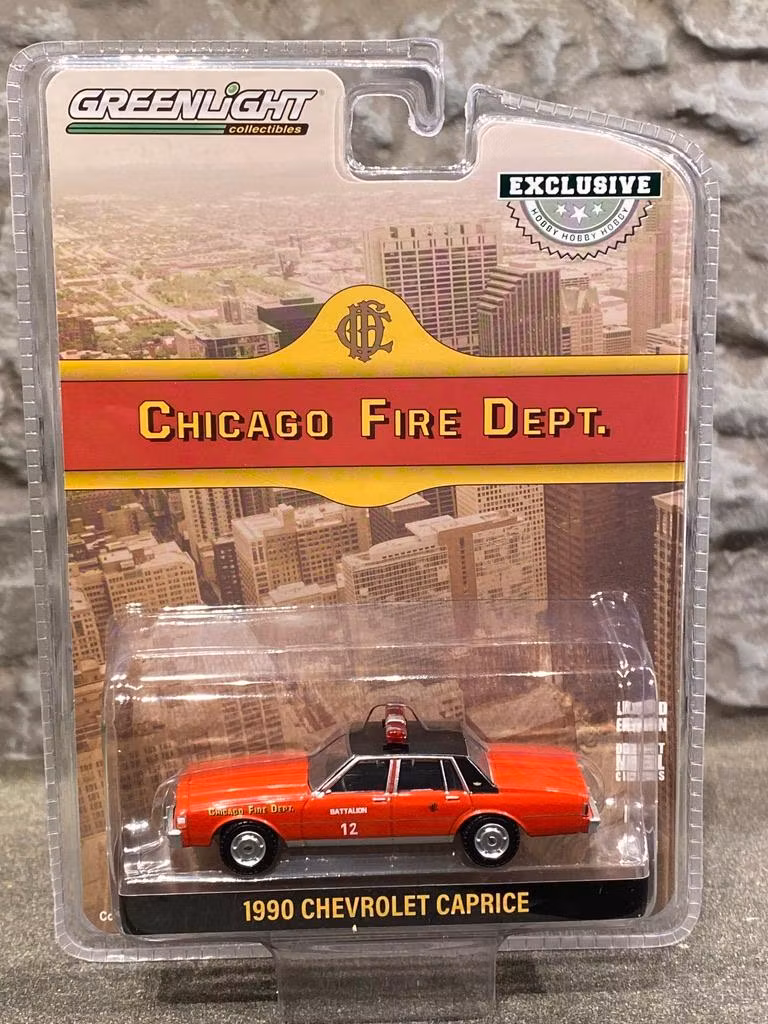 GREENLIGHT®
collectibles
EXCLUSIVE
HOBBY HOBBY HOBBY
CFD
CHICAGO FIRE DEPT.
CHICAGO FIRE DEPT.
BATTALION
12
1990 CHEVROLET CAPRICE